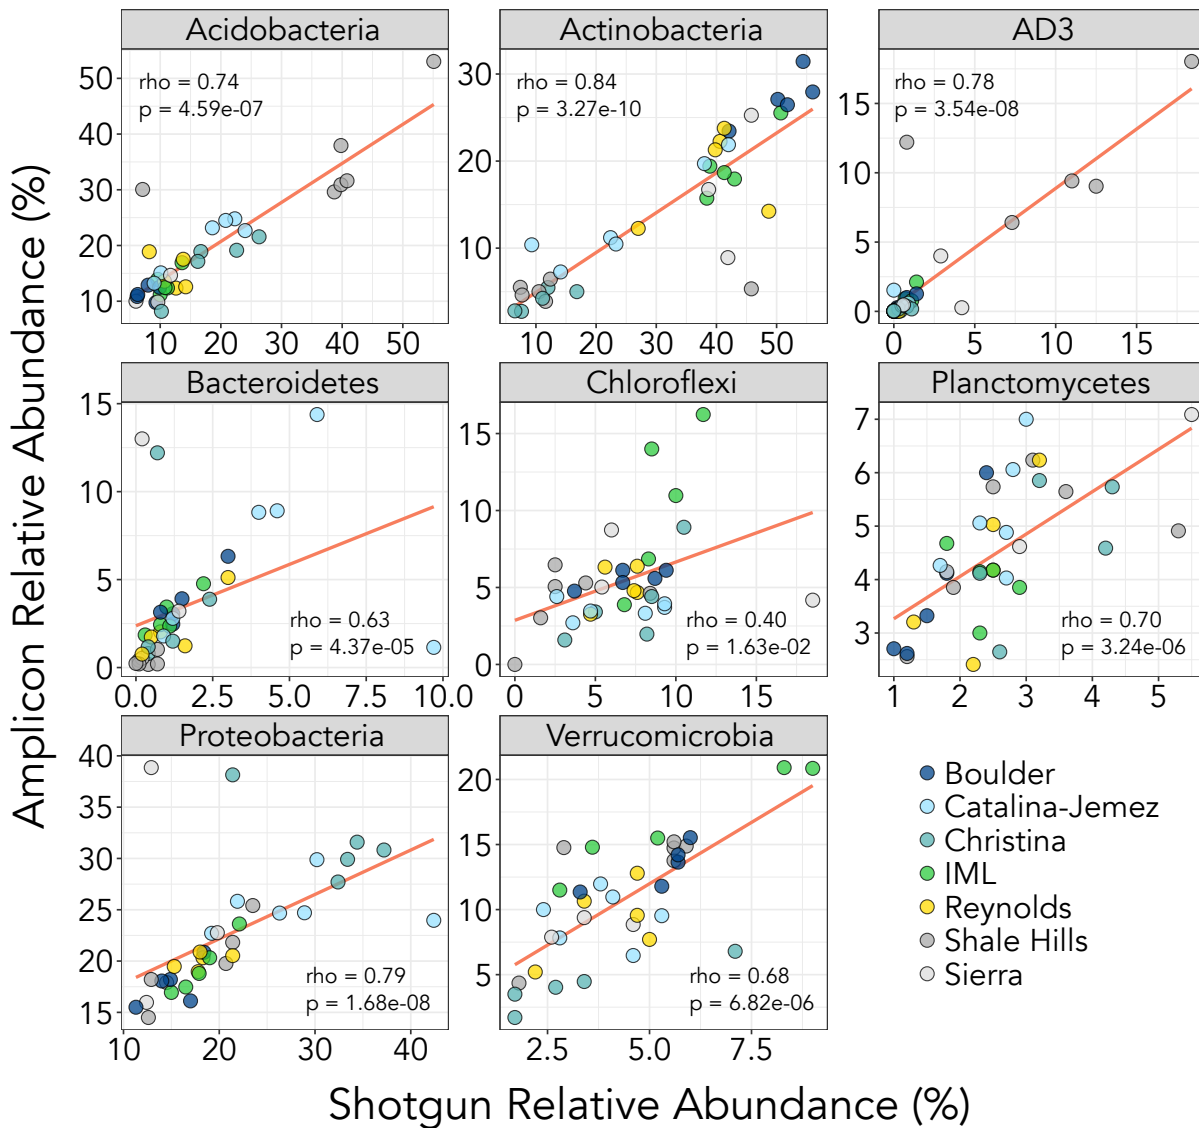 Acidobacteria
rho = 0.74
p = 4.59e-07
50
40
30
20
10
10 20 30 40 50
Actinobacteria
rho = 0.84
p = 3.27e-10
30
20
10
10 20 30 40 50
AD3
rho = 0.78
p = 3.54e-08
15
10
5
0
0 5 10 15
Bacteroidetes
rho = 0.63
p = 4.37e-05
15
10
5
0
0.0 2.5 5.0 7.5 10.0
Chloroflexi
rho = 0.40
p = 1.63e-02
15
10
5
0
0 5 10 15
Planctomycetes
rho = 0.70
p = 3.24e-06
7
6
5
4
3
1 2 3 4 5
Proteobacteria
rho = 0.79
p = 1.68e-08
40
35
30
25
20
15
10 20 30 40
Verrucomicrobia
rho = 0.68
p = 6.82e-06
20
15
10
5
2.5 5.0 7.5
Boulder
Catalina-Jemez
Christina
IML
Reynolds
Shale Hills
Sierra
Amplicon Relative Abundance (%)
Shotgun Relative Abundance (%)